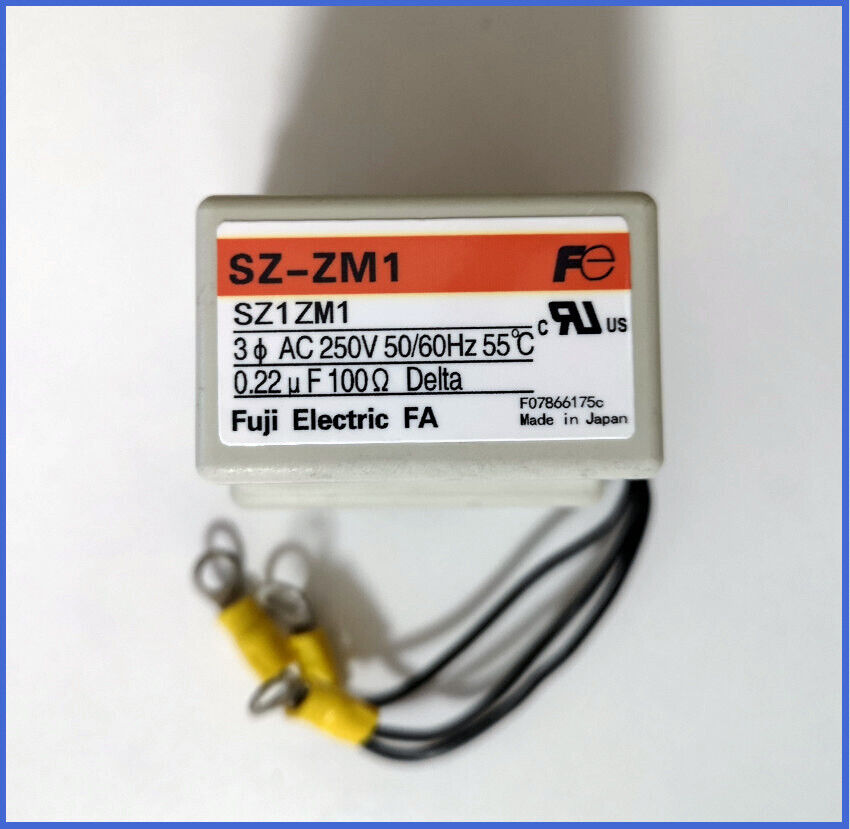 SZ-ZM1 Fe
SZ1ZM1
c RU US
3ϕ AC 250V 50/60Hz 55℃
0.22μF 100Ω Delta
F07866175c
Fuji Electric FA
Made in Japan